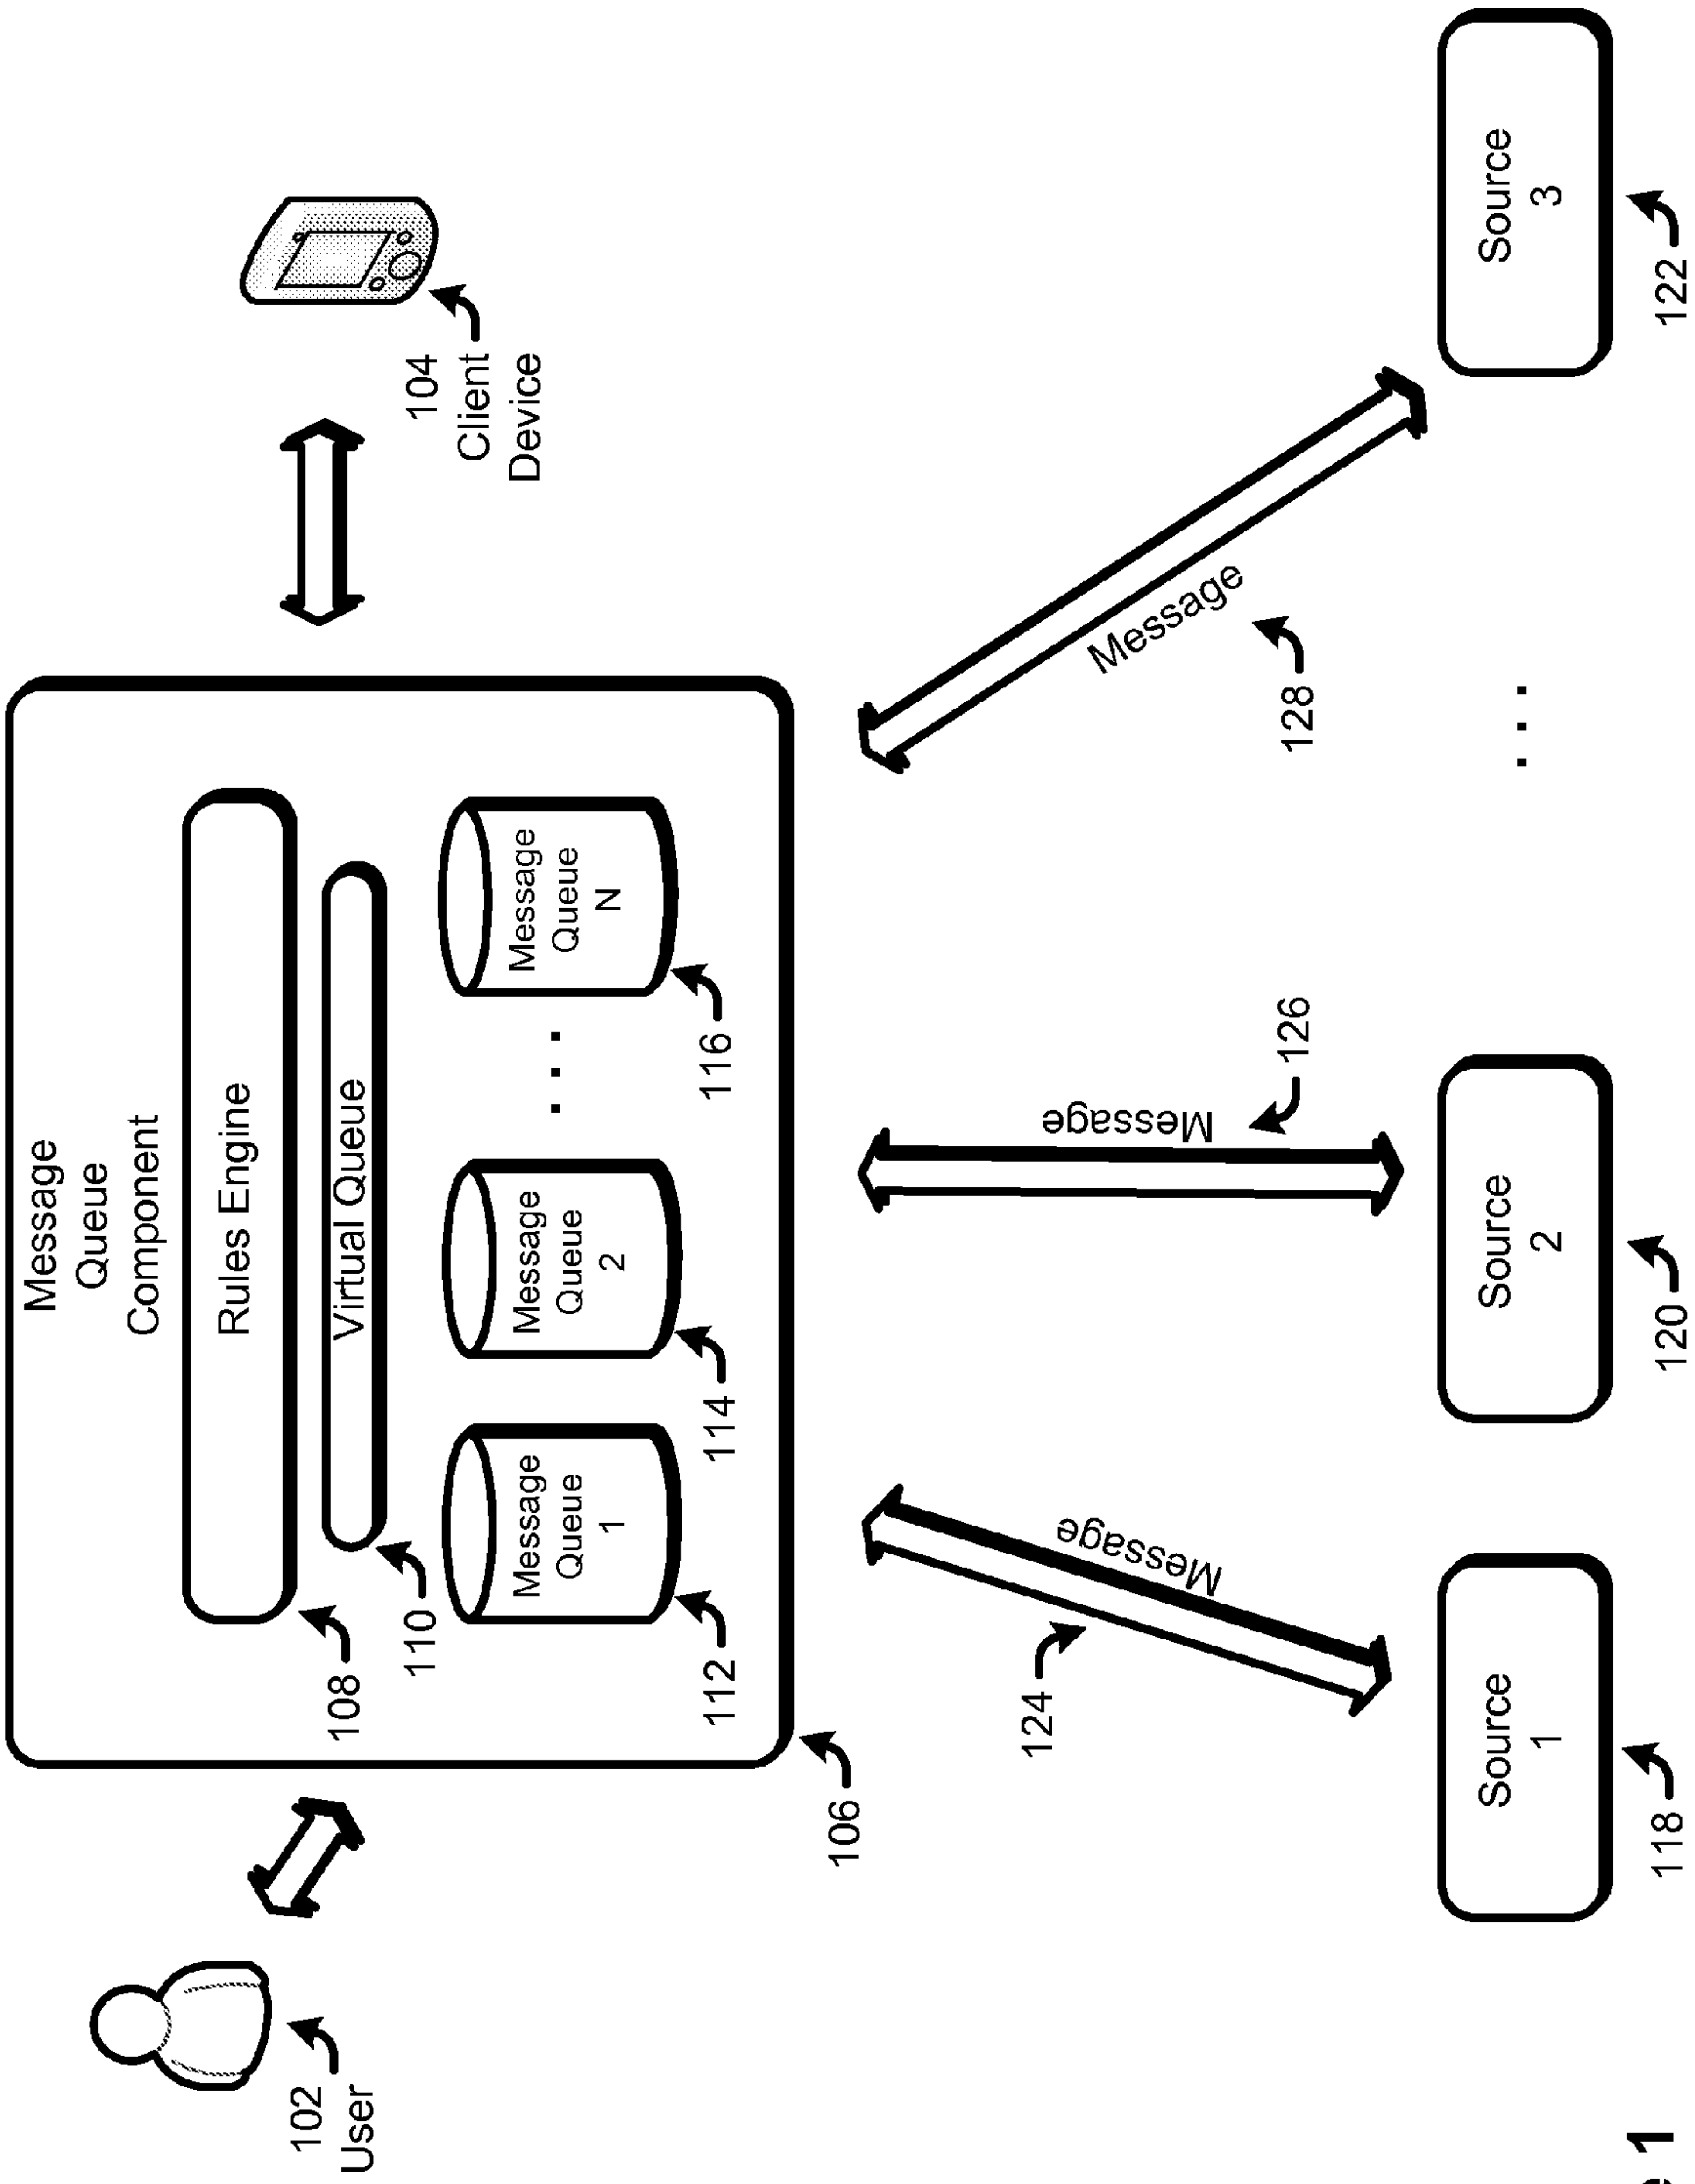 Message
Queue
Component
Rules Engine
Virtual Queue
Message
Queue
1
Message
Queue
2
. . .
Message
Queue
N
108
110
112
114
116
106
102
User
104
Client
Device
124
Message
Message
126
Message
128
Source
1
Source
2
. . .
Source
3
118
120
122
1